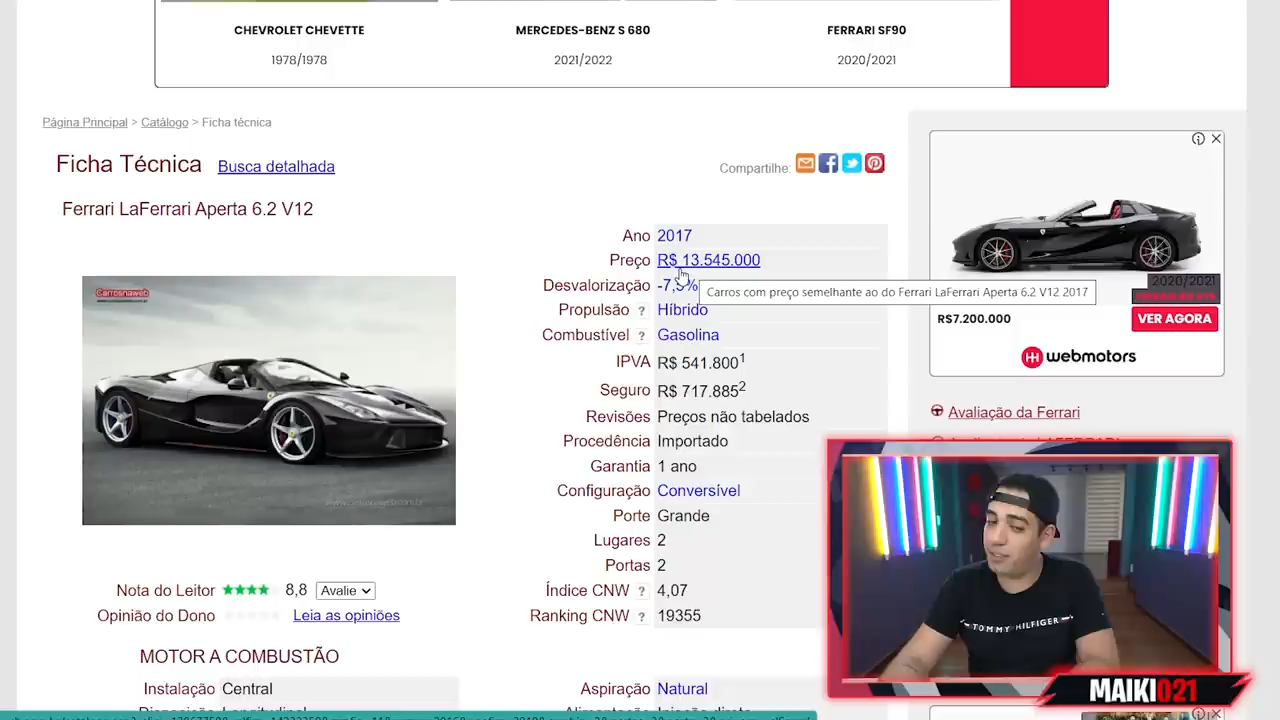 CHEVROLET CHEVETTE
1978/1978
MERCEDES-BENZ S 680
2021/2022
FERRARI SF90
2020/2021
Página Principal > Catálogo > Ficha técnica
Ficha Técnica Busca detalhada
Compartilhe:
Ferrari LaFerrari Aperta 6.2 V12
Carrosnaweb
Ano 2017
Preço R$ 13.545.000
Desvalorização
Carros com preço semelhante ao do Ferrari LaFerrari Aperta 6.2 V12 2017
Propulsão ? Híbrido
Combustível ? Gasolina
IPVA R$ 541.800¹
Seguro R$ 717.885²
Revisões Preços não tabelados
Procedência Importado
Garantia 1 ano
Configuração Conversível
Porte Grande
Lugares 2
Portas 2
Índice CNW ? 4,07
Ranking CNW ? 19355
Nota do Leitor 8,8 Avalie
Opinião do Dono Leia as opiniões
MOTOR A COMBUSTÃO
Instalação Central
Aspiração Natural
2020/2021
R$7.200.000
VER AGORA
webmotors
Avaliação da Ferrari
TOMMY HILFIGER
MAIKI021